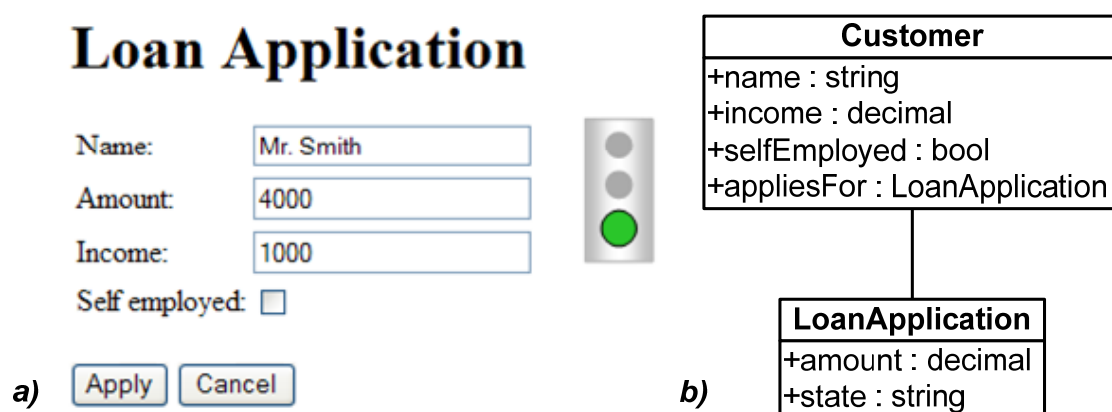 Loan Application
Name: Mr. Smith
Amount: 4000
Income: 1000
Self employed:
Apply Cancel
a)
Customer
+name : string
+income : decimal
+selfEmployed : bool
+appliesFor : LoanApplication
LoanApplication
+amount : decimal
+state : string
b)